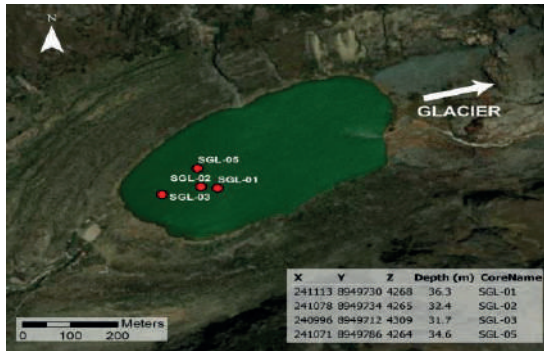 N
GLACIER
SGL-05
SGL-02 SGL-01
SGL-03
X Y Z Depth (m) CoreName
241113 8949730 4268 36.3 SGL-01
241078 8949734 4265 32.4 SGL-02
240996 8949712 4309 31.7 SGL-03
241071 8949786 4264 34.6 SGL-05
Meters
0 100 200